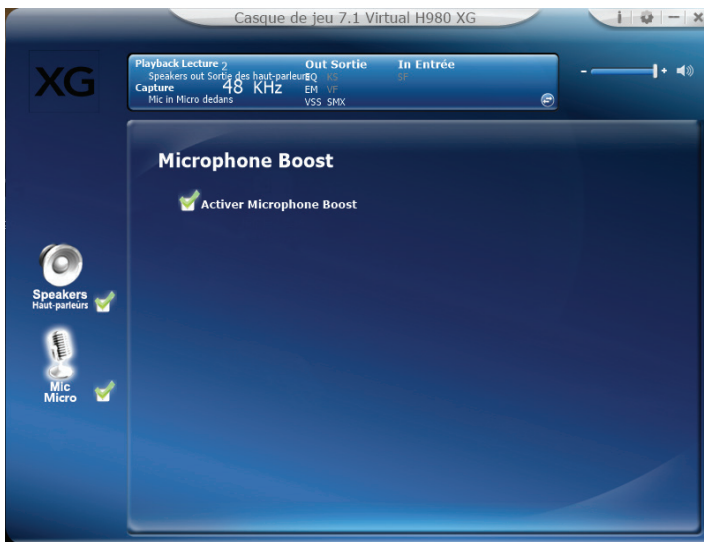 Casque de jeu 7.1 Virtual H980 XG
XG
Playback Lecture 2
Speakers out Sortie des haut-parleurs
Capture 48 KHz
Mic in Micro dedans
Out Sortie
EQ KS
EM VF
VSS SMX
In Entrée
SF
- +
Microphone Boost
Activer Microphone Boost
Speakers
Haut-parleurs
Mic
Micro